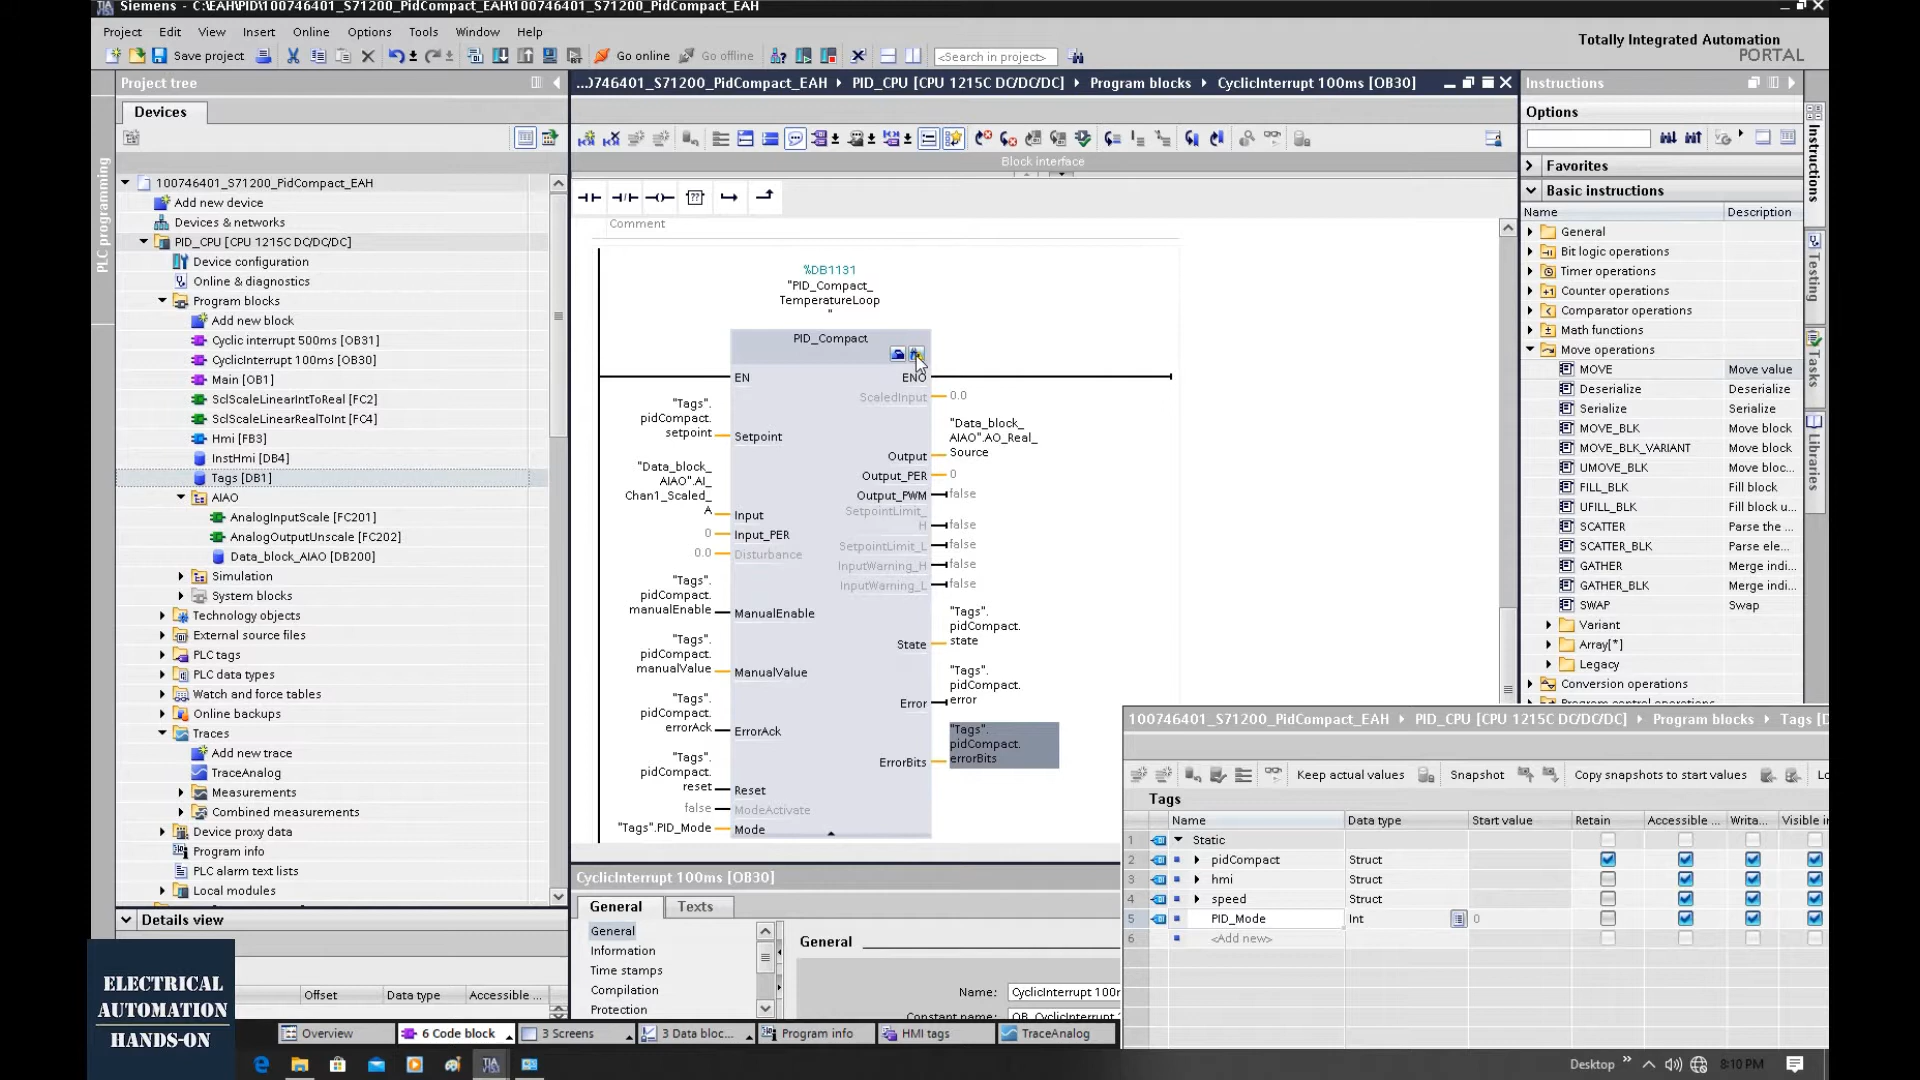 Siemens - C:\EAH\PID\100746401_S71200_PidCompact_EAH\100746401_S71200_PidCompact_EAH
Project Edit View Insert Online Options Tools Window Help
Totally Integrated Automation
PORTAL
Save project
Go online
Go offline
<Search in project>
Project tree
...)746401_S71200_PidCompact_EAH
PID_CPU [CPU 1215C DC/DC/DC]
Program blocks
CyclicInterrupt 100ms [OB30]
Instructions
Devices
Options
Block interface
PLC programming
100746401_S71200_PidCompact_EAH
Add new device
Devices & networks
PID_CPU [CPU 1215C DC/DC/DC]
Device configuration
Online & diagnostics
Program blocks
Add new block
Cyclic interrupt 500ms [OB31]
CyclicInterrupt 100ms [OB30]
Main [OB1]
SclScaleLinearIntToReal [FC2]
SclScaleLinearRealToInt [FC4]
Hmi [FB3]
InstHmi [DB4]
Tags [DB1]
AIAO
AnalogInputScale [FC201]
AnalogOutputUnscale [FC202]
Data_block_AIAO [DB200]
Simulation
System blocks
Technology objects
External source files
PLC tags
PLC data types
Watch and force tables
Online backups
Traces
Add new trace
TraceAnalog
Measurements
Combined measurements
Device proxy data
Program info
PLC alarm text lists
Local modules
Details view
Offset Data type Accessible ...
ELECTRICAL
AUTOMATION
HANDS-ON
Comment
%DB1131
"PID_Compact_
TemperatureLoop
"
PID_Compact
EN
ENO
ScaledInput
0.0
"Tags".
pidCompact.
setpoint
Setpoint
"Data_block_
AIAO".AO_Real_
Source
Output
"Data_block_
AIAO".AI_
Chan1_Scaled_
A
Input
Output_PER
0
Output_PWM
false
SetpointLimit_
H
false
0
Input_PER
0.0
Disturbance
SetpointLimit_L
false
InputWarning_H
false
InputWarning_L
false
"Tags".
pidCompact.
manualEnable
ManualEnable
"Tags".
pidCompact.
state
State
"Tags".
pidCompact.
manualValue
ManualValue
"Tags".
pidCompact.
error
Error
"Tags".
pidCompact.
errorAck
ErrorAck
"Tags".
pidCompact.
errorBits
ErrorBits
"Tags".
pidCompact.
reset
Reset
false
ModeActivate
"Tags".PID_Mode
Mode
CyclicInterrupt 100ms [OB30]
General Texts
General
Information
Time stamps
Compilation
Protection
General
Name: CyclicInterrupt 100r
Constant name:
Overview
6 Code block
3 Screens
3 Data bloc...
Program info
HMI tags
TraceAnalog
Favorites
Basic instructions
Name Description
General
Bit logic operations
Timer operations
Counter operations
Comparator operations
Math functions
Move operations
MOVE Move value
Deserialize Deserialize
Serialize Serialize
MOVE_BLK Move block
MOVE_BLK_VARIANT Move block
UMOVE_BLK Move bloc...
FILL_BLK Fill block
UFILL_BLK Fill block u...
SCATTER Parse the ...
SCATTER_BLK Parse ele...
GATHER Merge indi...
GATHER_BLK Merge indi...
SWAP Swap
Variant
Array[*]
Legacy
Conversion operations
Program control operations
Instructions
Testing
Tasks
Libraries
100746401_S71200_PidCompact_EAH
PID_CPU [CPU 1215C DC/DC/DC]
Program blocks
Tags [D
Keep actual values
Snapshot
Copy snapshots to start values
Lo
Tags
Name Data type Start value Retain Accessible ... Writa... Visible i
1 Static
2 pidCompact Struct
3 hmi Struct
4 speed Struct
5 PID_Mode Int 0
6 <Add new>
Desktop
8:10 PM